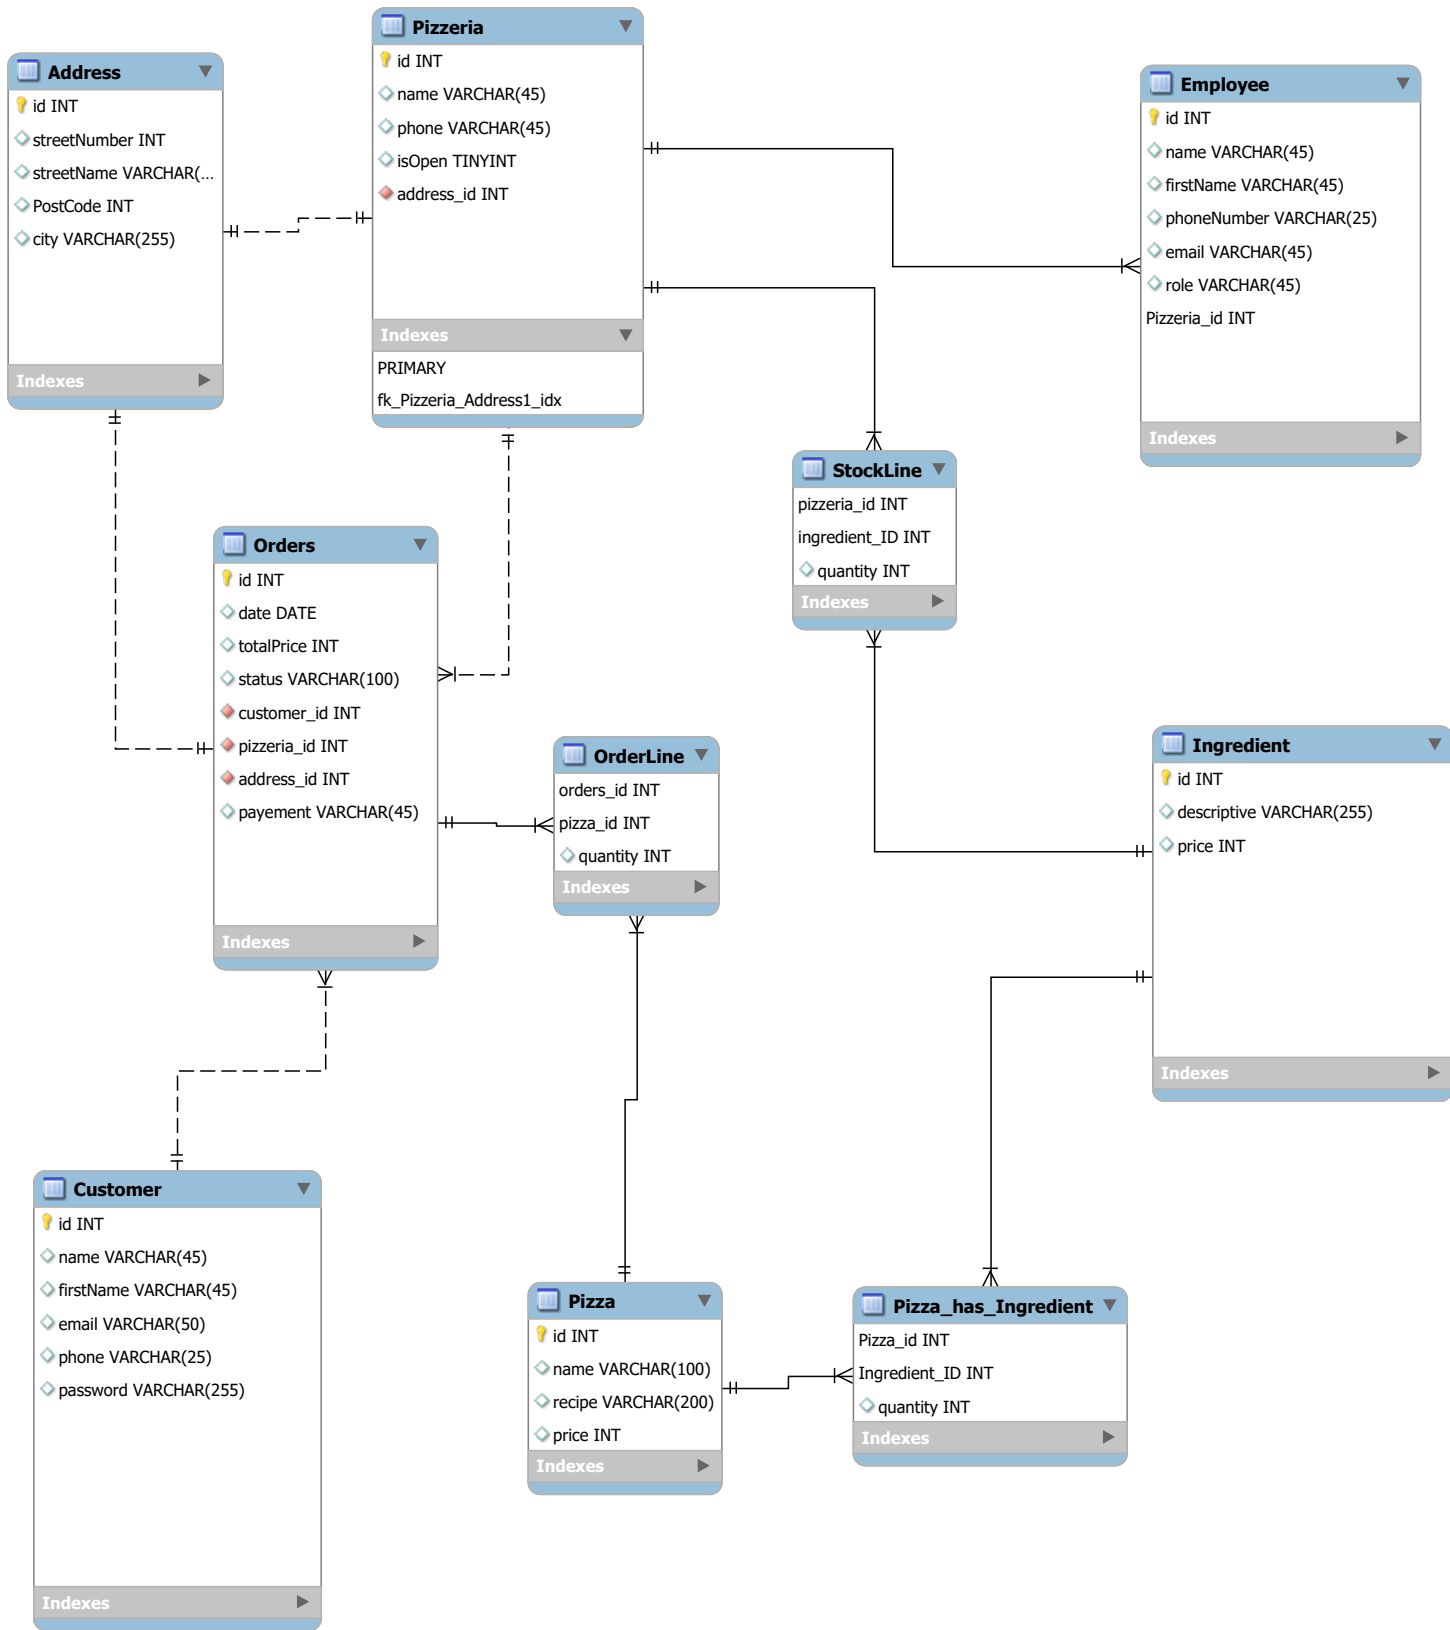 Pizzeria
id INT
name VARCHAR(45)
phone VARCHAR(45)
isOpen TINYINT
address_id INT
Indexes
PRIMARY
fk_Pizzeria_Address1_idx
Address
id INT
streetNumber INT
streetName VARCHAR(...
PostCode INT
city VARCHAR(255)
Indexes
Employee
id INT
name VARCHAR(45)
firstName VARCHAR(45)
phoneNumber VARCHAR(25)
email VARCHAR(45)
role VARCHAR(45)
Pizzeria_id INT
Indexes
StockLine
pizzeria_id INT
ingredient_ID INT
quantity INT
Indexes
Orders
id INT
date DATE
totalPrice INT
status VARCHAR(100)
customer_id INT
pizzeria_id INT
address_id INT
payement VARCHAR(45)
Indexes
OrderLine
orders_id INT
pizza_id INT
quantity INT
Indexes
Ingredient
id INT
descriptive VARCHAR(255)
price INT
Indexes
Customer
id INT
name VARCHAR(45)
firstName VARCHAR(45)
email VARCHAR(50)
phone VARCHAR(25)
password VARCHAR(255)
Indexes
Pizza
id INT
name VARCHAR(100)
recipe VARCHAR(200)
price INT
Indexes
Pizza_has_Ingredient
Pizza_id INT
Ingredient_ID INT
quantity INT
Indexes